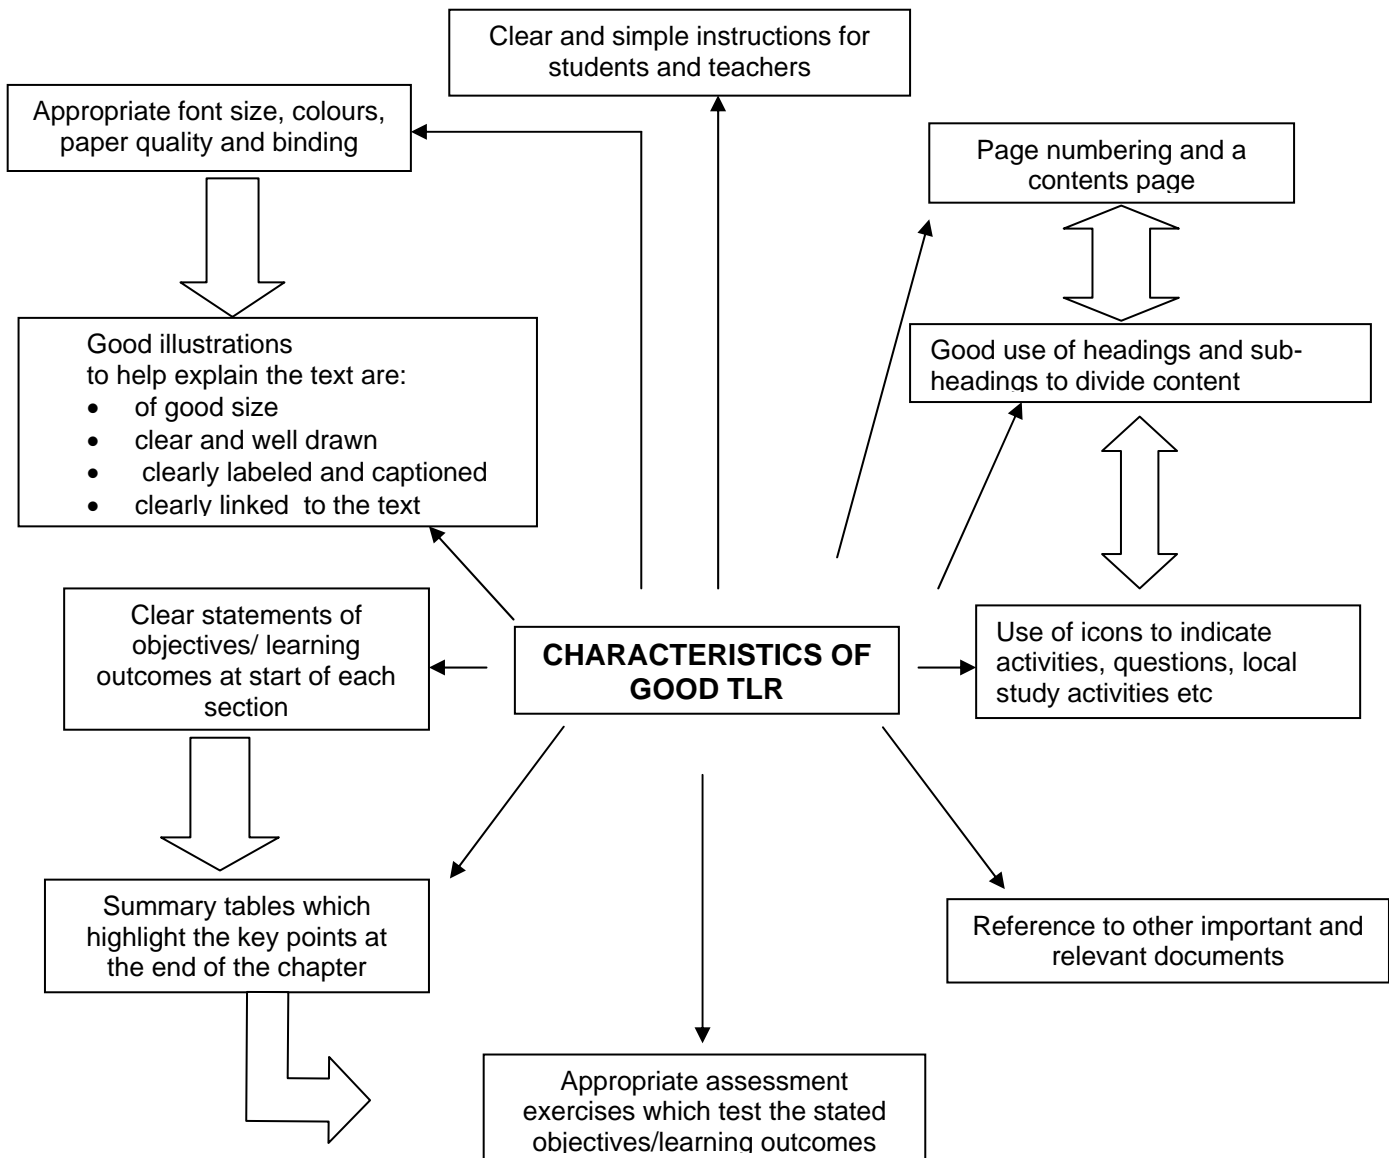 Clear and simple instructions for
students and teachers
Appropriate font size, colours,
paper quality and binding
Page numbering and a
contents page
Good illustrations
to help explain the text are:
• of good size
• clear and well drawn
• clearly labeled and captioned
• clearly linked to the text
Good use of headings and sub-
headings to divide content
Clear statements of
objectives/ learning
outcomes at start of each
section
CHARACTERISTICS OF
GOOD TLR
Use of icons to indicate
activities, questions, local
study activities etc
Summary tables which
highlight the key points at
the end of the chapter
Reference to other important and
relevant documents
Appropriate assessment
exercises which test the stated
objectives/learning outcomes